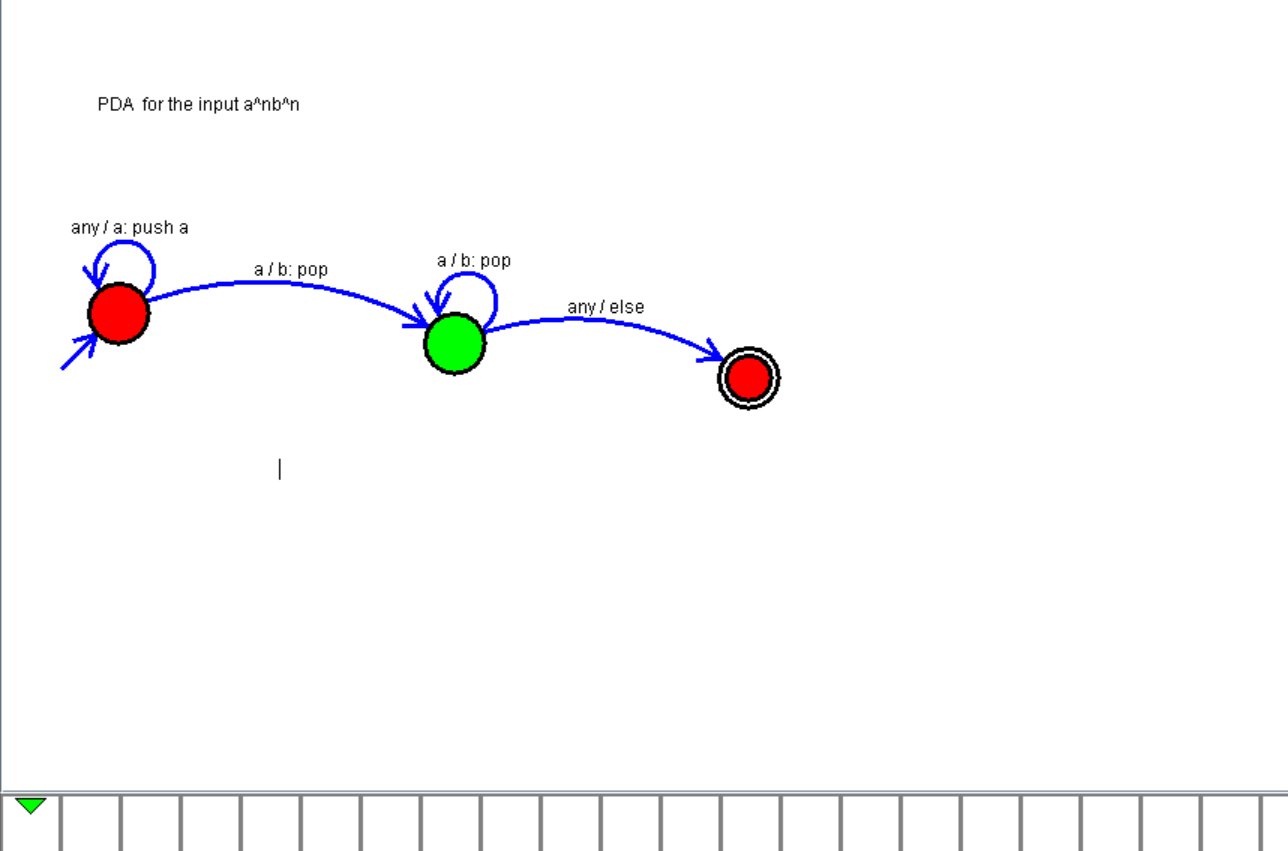 PDA for the input a^nb^n
any / a: push a
a / b: pop
a / b: pop
any / else